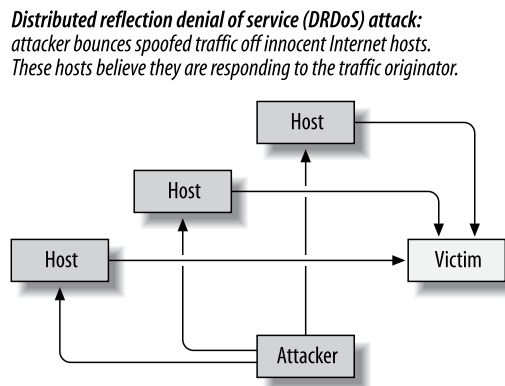 Distributed reflection denial of service (DRDoS) attack:
attacker bounces spoofed traffic off innocent Internet hosts.
These hosts believe they are responding to the traffic originator.
Host
Host
Host
Victim
Attacker